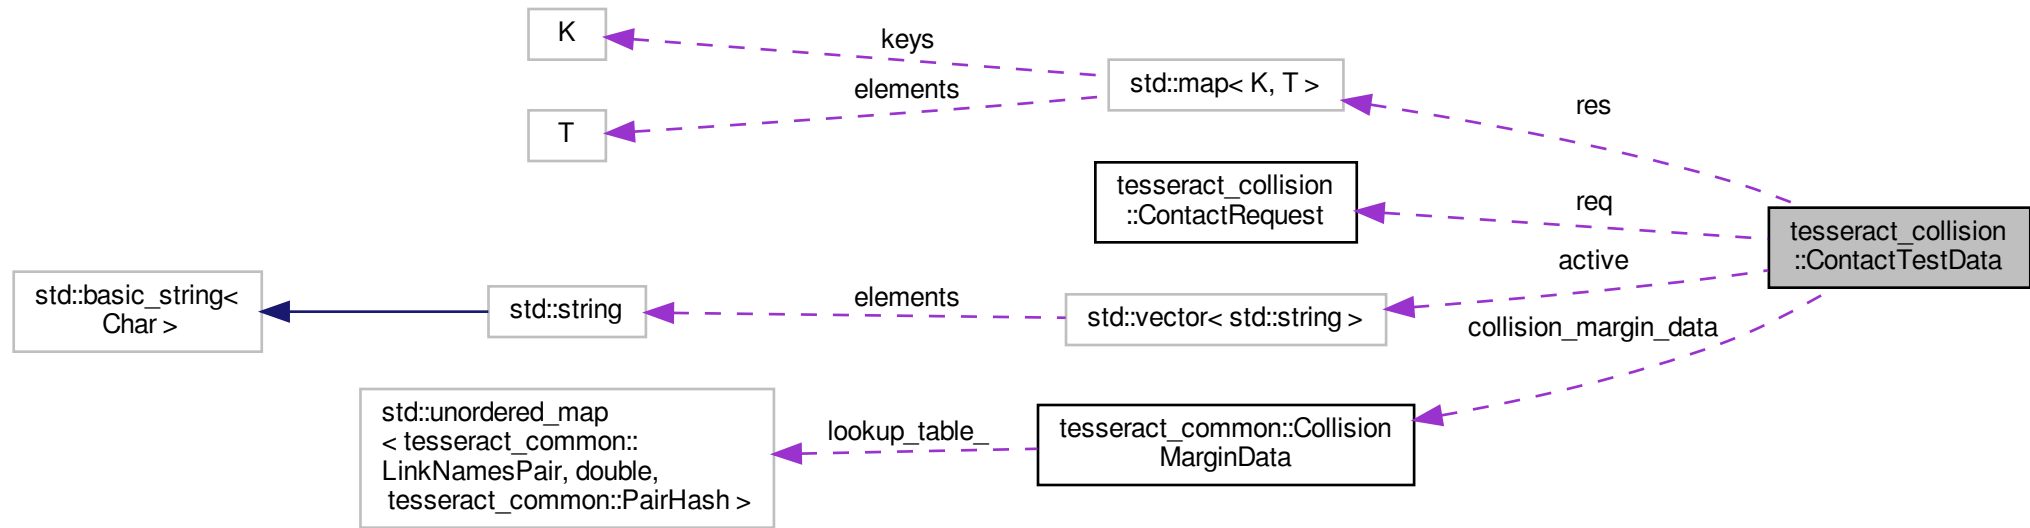 K
keys
std::map< K, T >
elements
T
res
tesseract_collision
::ContactRequest
req
tesseract_collision
::ContactTestData
active
std::basic_string<
Char >
std::string
elements
std::vector< std::string >
collision_margin_data
std::unordered_map
< tesseract_common::
LinkNamesPair, double,
tesseract_common::PairHash >
lookup_table_
tesseract_common::Collision
MarginData